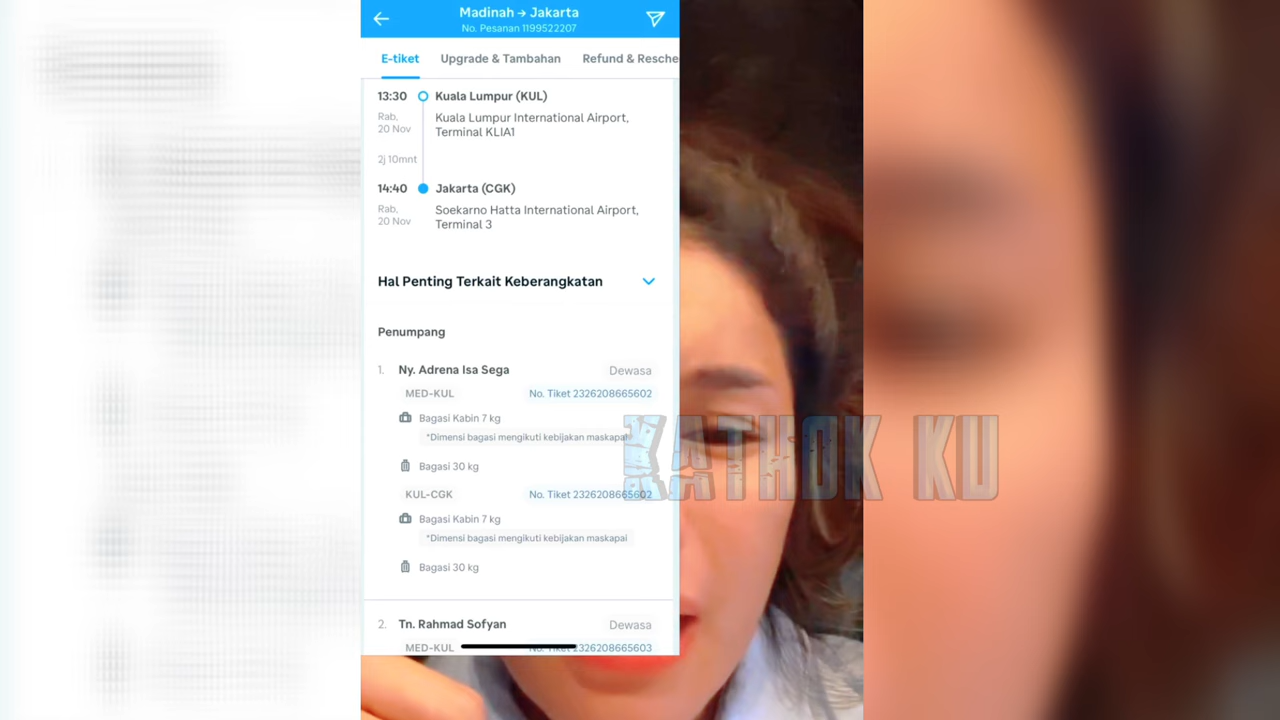 Madinah → Jakarta
No. Pesanan 1199522207
E-tiket
Upgrade & Tambahan
Refund & Resche
13:30
Kuala Lumpur (KUL)
Rab,
20 Nov
Kuala Lumpur International Airport,
Terminal KLIA1
2j 10mnt
14:40
Jakarta (CGK)
Rab,
20 Nov
Soekarno Hatta International Airport,
Terminal 3
Hal Penting Terkait Keberangkatan
Penumpang
1. Ny. Adrena Isa Sega
Dewasa
MED-KUL
No. Tiket 2326208665602
Bagasi Kabin 7 kg
*Dimensi bagasi mengikuti kebijakan maskapai
Bagasi 30 kg
KUL-CGK
No. Tiket 2326208665602
Bagasi Kabin 7 kg
*Dimensi bagasi mengikuti kebijakan maskapai
Bagasi 30 kg
2. Tn. Rahmad Sofyan
Dewasa
MED-KUL
No. Tiket 2326208665603
KATHOK KU